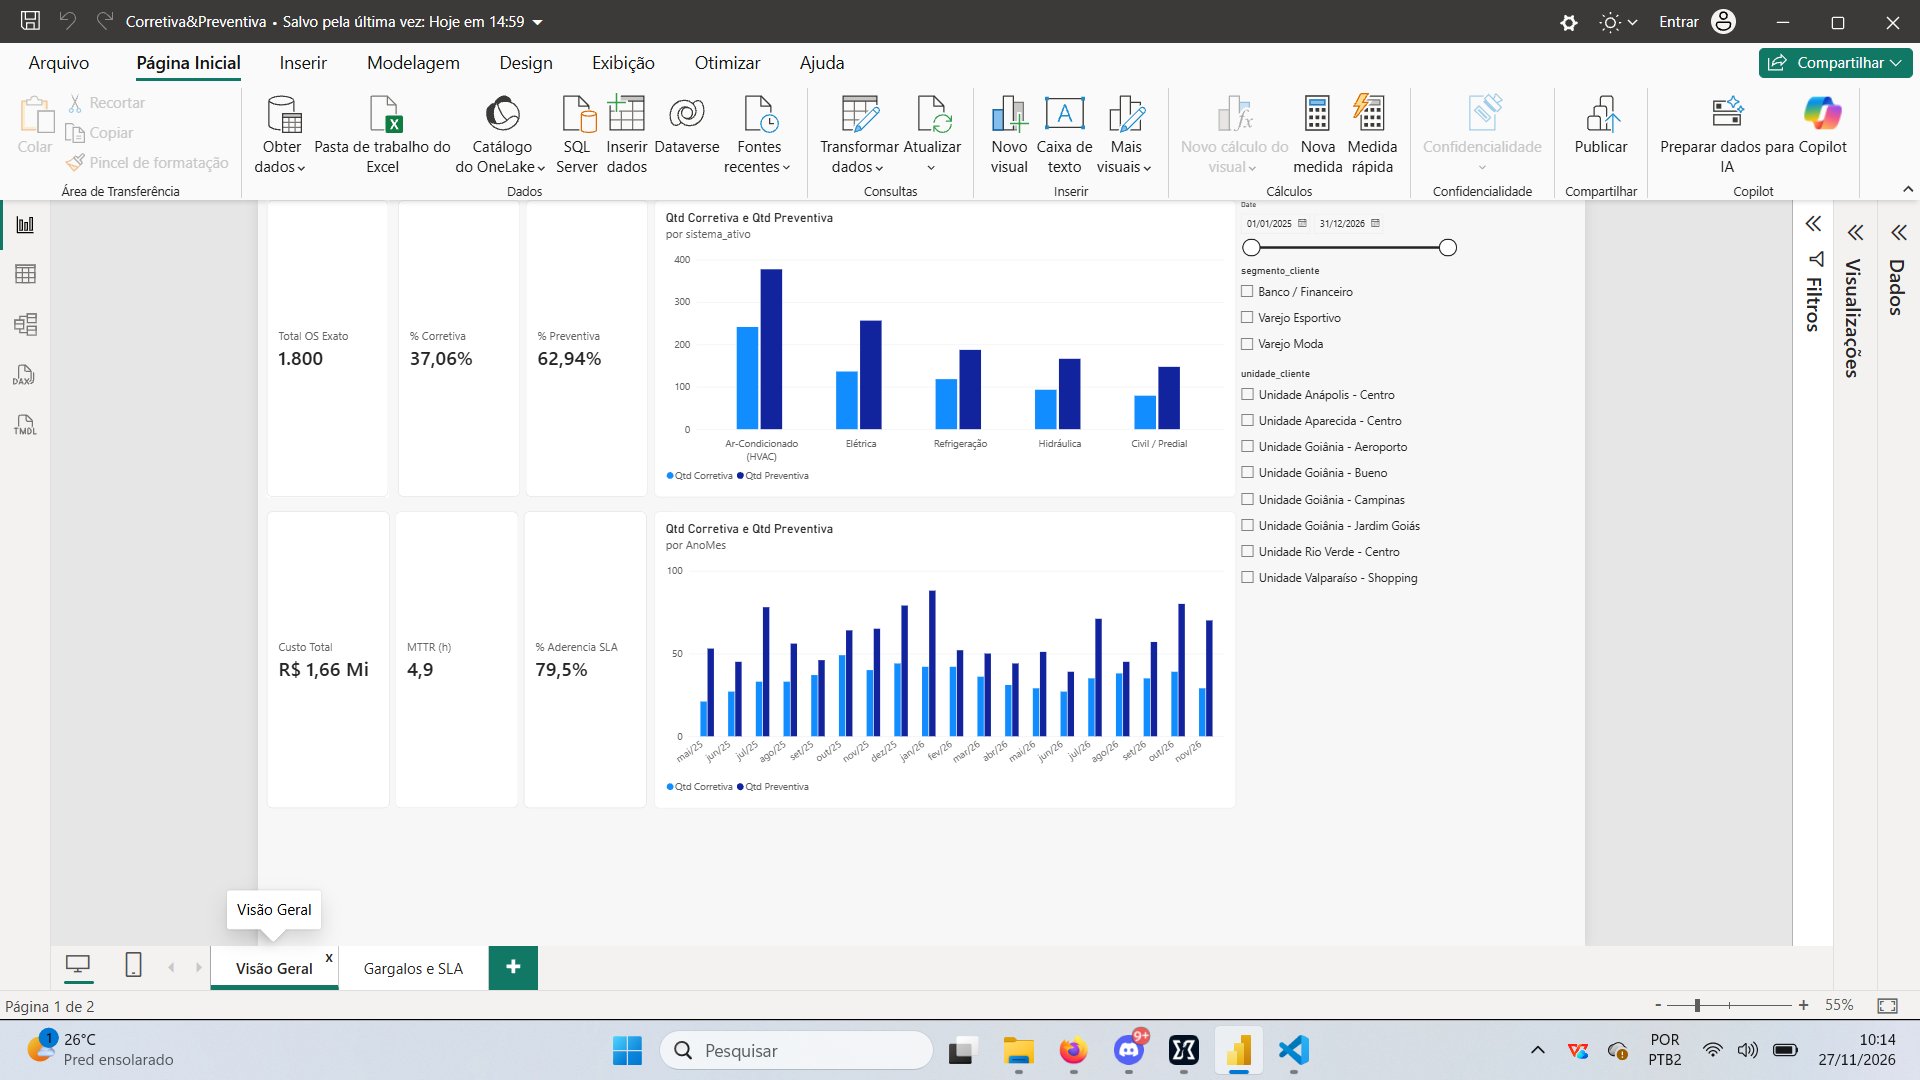 Corretiva&Preventiva • Salvo pela última vez: Hoje em 14:59
Entrar
Arquivo
Página Inicial
Inserir
Modelagem
Design
Exibição
Otimizar
Ajuda
Compartilhar
Colar
Recortar
Copiar
Pincel de formatação
Área de Transferência
Obter dados
Pasta de trabalho do Excel
Catálogo do OneLake
SQL Server
Inserir dados
Dataverse
Fontes recentes
Dados
Transformar dados
Atualizar
Consultas
Novo visual
Caixa de texto
Mais visuais
Inserir
Novo cálculo do visual
Nova medida
Medida rápida
Cálculos
Confidencialidade
Confidencialidade
Publicar
Compartilhar
Preparar dados para IA
Copilot
Copilot
DAX
TMDL
Total OS Exato
1.800
% Corretiva
37,06%
% Preventiva
62,94%
Qtd Corretiva e Qtd Preventiva
por sistema_ativo
400
300
200
100
0
Ar-Condicionado (HVAC)
Elétrica
Refrigeração
Hidráulica
Civil / Predial
Qtd Corretiva Qtd Preventiva
Custo Total
R$ 1,66 Mi
MTTR (h)
4,9
% Aderencia SLA
79,5%
Qtd Corretiva e Qtd Preventiva
por AnoMes
100
50
0
mai/25 jun/25 jul/25 ago/25 set/25 out/25 nov/25 dez/25 jan/26 fev/26 mar/26 abr/26 mai/26 jun/26 jul/26 ago/26 set/26 out/26 nov/26
Qtd Corretiva Qtd Preventiva
Date
01/01/2025
31/12/2026
segmento_cliente
Banco / Financeiro
Varejo Esportivo
Varejo Moda
unidade_cliente
Unidade Anápolis - Centro
Unidade Aparecida - Centro
Unidade Goiânia - Aeroporto
Unidade Goiânia - Bueno
Unidade Goiânia - Campinas
Unidade Goiânia - Jardim Goiás
Unidade Rio Verde - Centro
Unidade Valparaíso - Shopping
Filtros
Visualizações
Dados
Visão Geral
Visão Geral
x
Gargalos e SLA
Página 1 de 2
55%
1
26°C
Pred ensolarado
Pesquisar
9+
POR
PTB2
10:14
27/11/2026